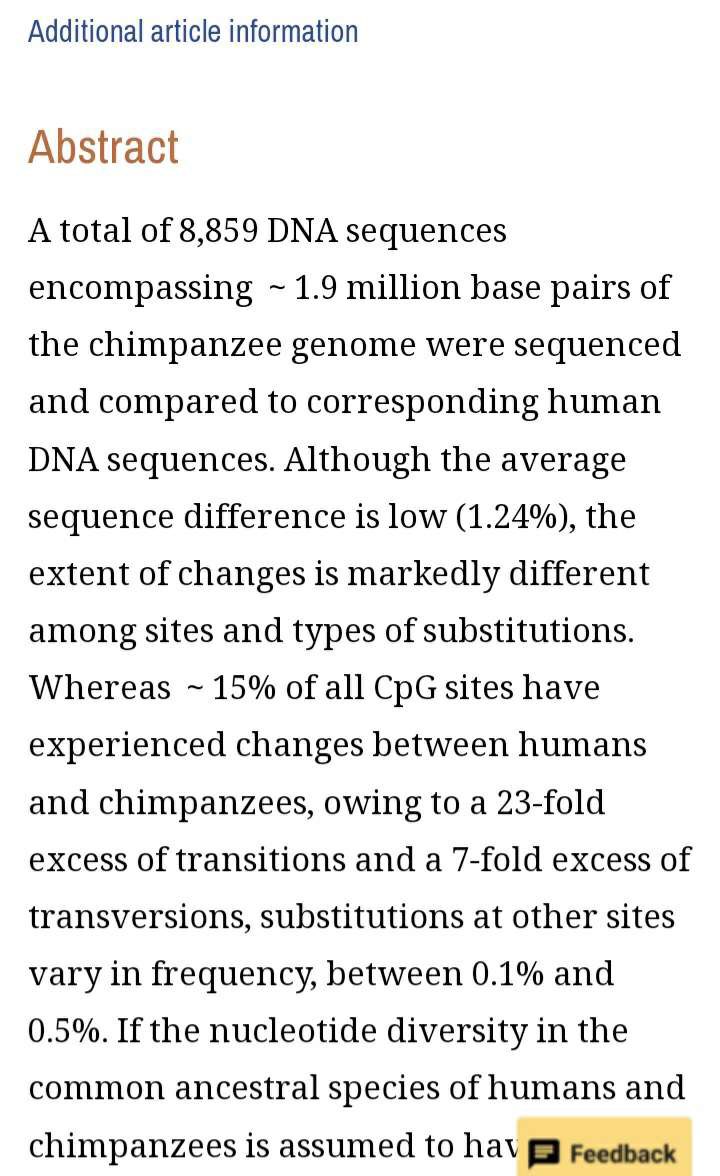 Additional article information
Abstract
A total of 8,859 DNA sequences
encompassing ~ 1.9 million base pairs of
the chimpanzee genome were sequenced
and compared to corresponding human
DNA sequences. Although the average
sequence difference is low (1.24%), the
extent of changes is markedly different
among sites and types of substitutions.
Whereas ~ 15% of all CpG sites have
experienced changes between humans
and chimpanzees, owing to a 23-fold
excess of transitions and a 7-fold excess of
transversions, substitutions at other sites
vary in frequency, between 0.1% and
0.5%. If the nucleotide diversity in the
common ancestral species of humans and
chimpanzees is assumed to hav
Feedback